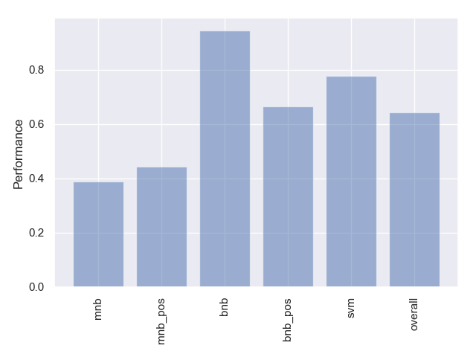 Performance
0.8
0.6
0.4
0.2
0.0
mnb
mnb_pos
bnb
bnb_pos
svm
overall